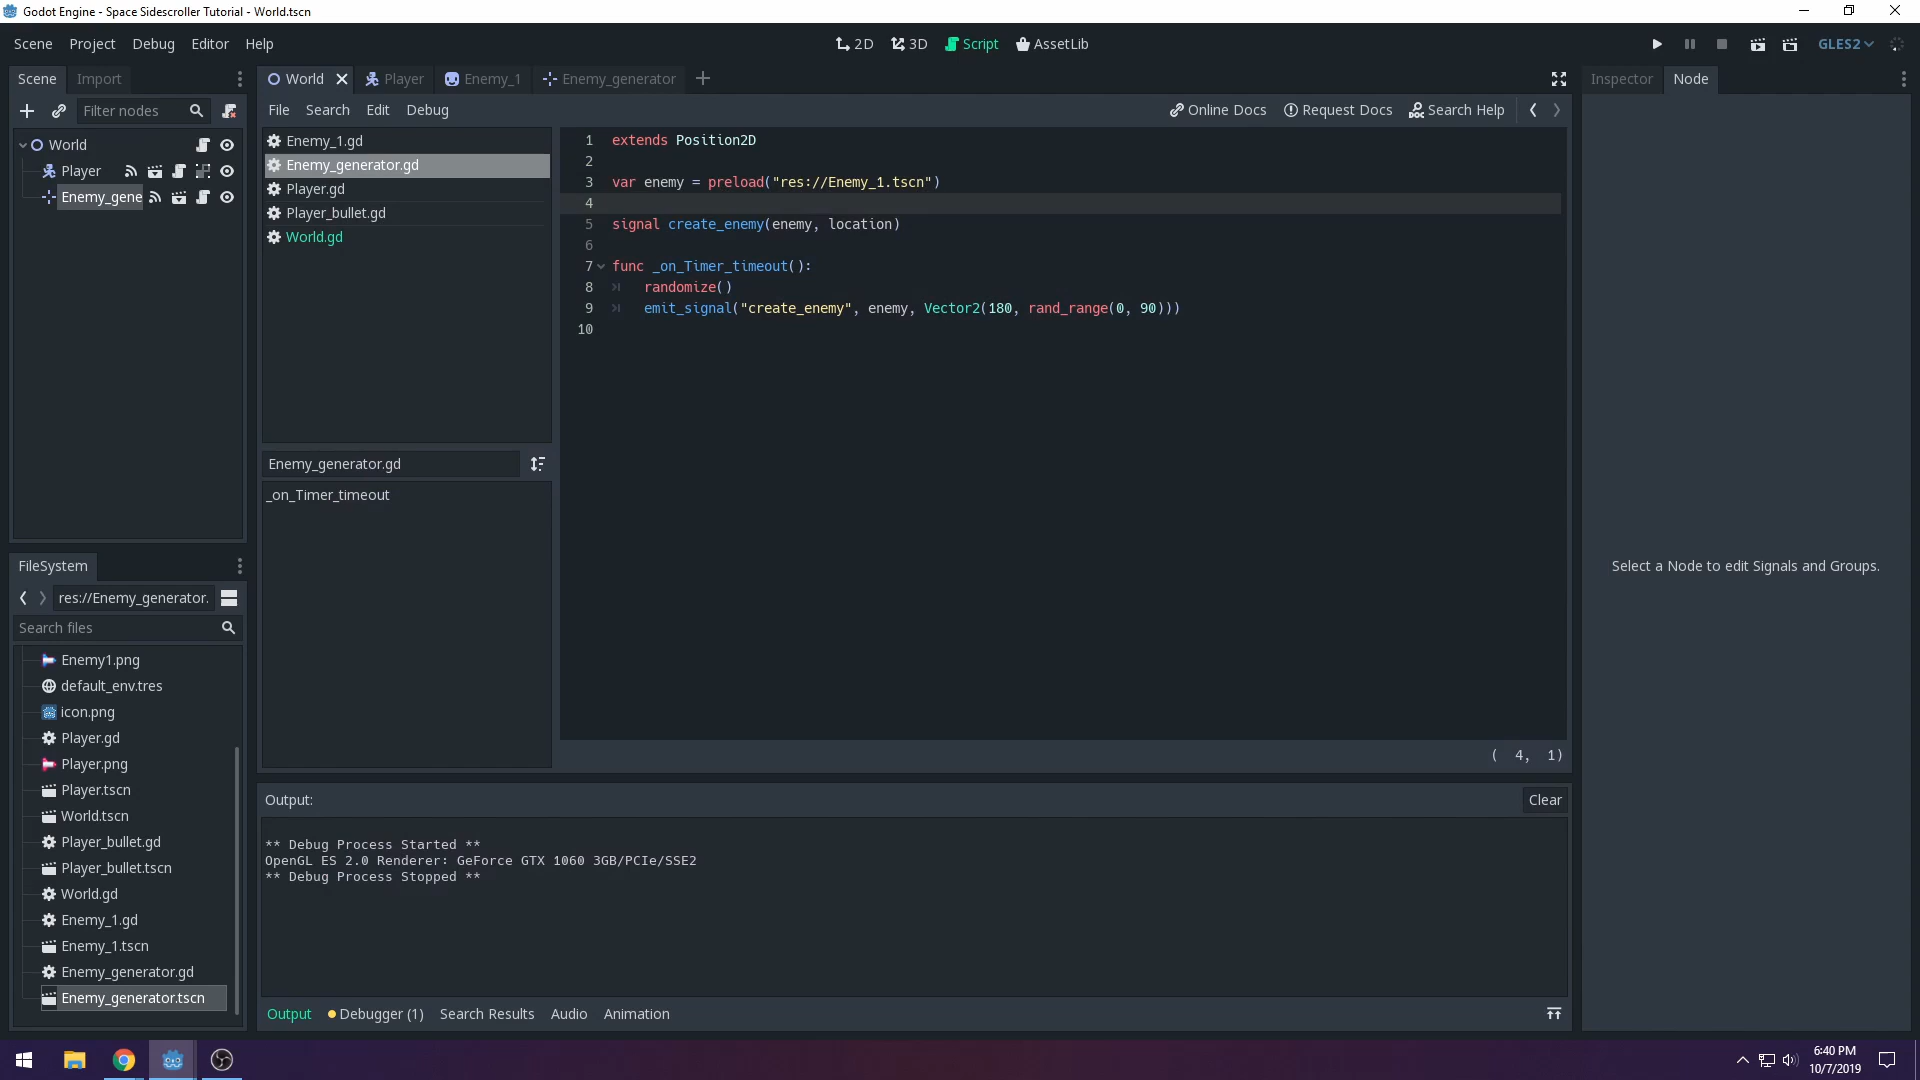 Godot Engine - Space Sidescroller Tutorial - World.tscn
Scene Project Debug Editor Help
2D 3D Script AssetLib
GLES2
Scene Import
World Player Enemy_1 Enemy_generator
Inspector Node
Filter nodes
File Search Edit Debug
Online Docs Request Docs Search Help
World
Player
Enemy_gene
Enemy_1.gd
Enemy_generator.gd
Player.gd
Player_bullet.gd
World.gd
Enemy_generator.gd
_on_Timer_timeout
1 extends Position2D
2
3 var enemy = preload("res://Enemy_1.tscn")
4
5 signal create_enemy(enemy, location)
6
7 func _on_Timer_timeout():
8 randomize()
9 emit_signal("create_enemy", enemy, Vector2(180, rand_range(0, 90)))
10
( 4, 1)
Select a Node to edit Signals and Groups.
FileSystem
res://Enemy_generator.
Search files
Enemy1.png
default_env.tres
icon.png
Player.gd
Player.png
Player.tscn
World.tscn
Player_bullet.gd
Player_bullet.tscn
World.gd
Enemy_1.gd
Enemy_1.tscn
Enemy_generator.gd
Enemy_generator.tscn
Output: Clear
** Debug Process Started **
OpenGL ES 2.0 Renderer: GeForce GTX 1060 3GB/PCIe/SSE2
** Debug Process Stopped **
Output Debugger (1) Search Results Audio Animation
6:40 PM
10/7/2019